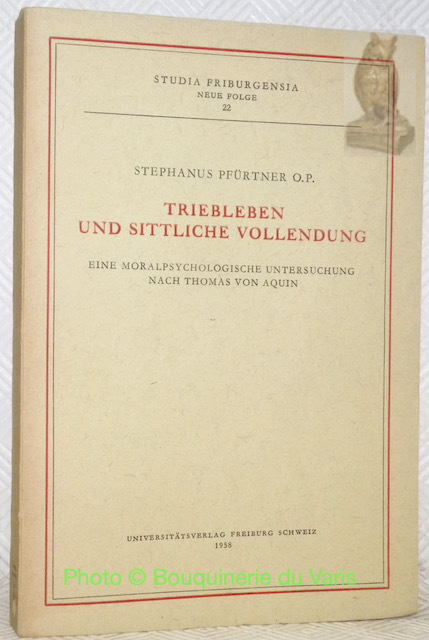 STUDIA FRIBURGENSIA
NEUE FOLGE
22
STEPHANUS PFÜRTNER O.P.
TRIEBLEBEN
UND SITTLICHE VOLLENDUNG
EINE MORALPSYCHOLOGISCHE UNTERSUCHUNG
NACH THOMAS VON AQUIN
UNIVERSITÄTSVERLAG FREIBURG SCHWEIZ
1958
Photo © Bouquinerie du Varis